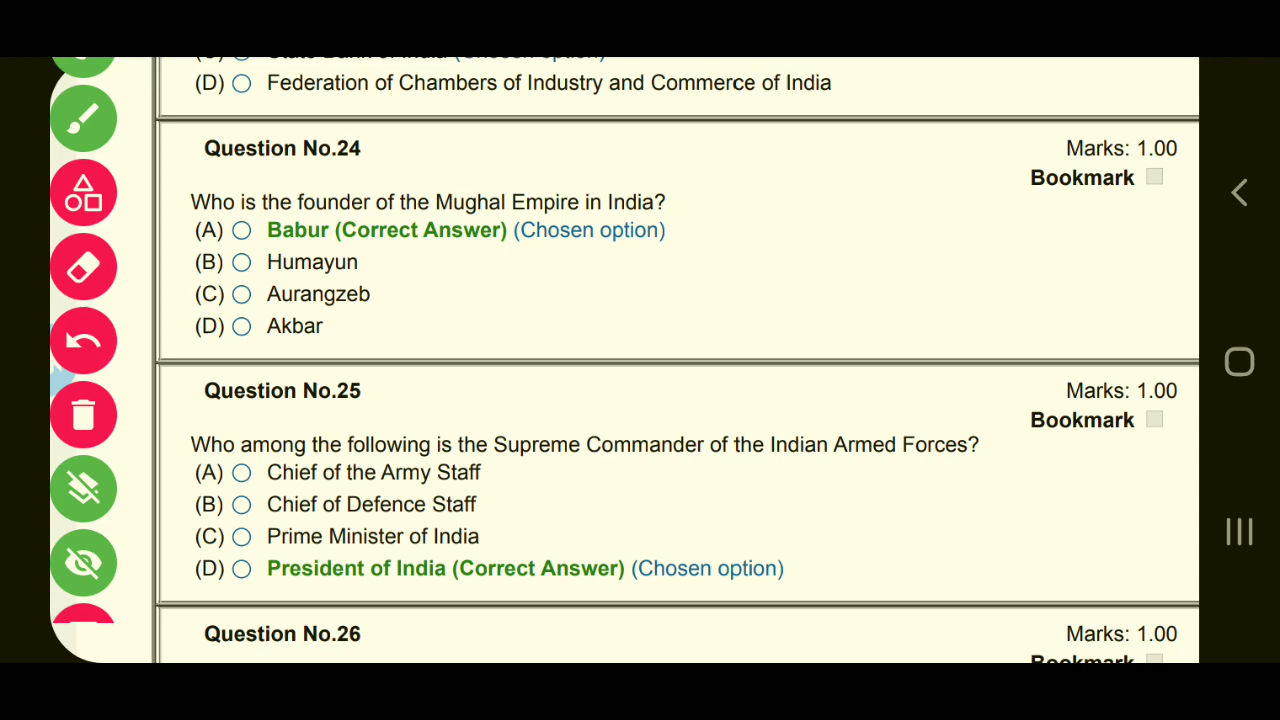 (D) Federation of Chambers of Industry and Commerce of India
Question No.24 Marks: 1.00
Bookmark
Who is the founder of the Mughal Empire in India?
(A) Babur (Correct Answer) (Chosen option)
(B) Humayun
(C) Aurangzeb
(D) Akbar
Question No.25 Marks: 1.00
Bookmark
Who among the following is the Supreme Commander of the Indian Armed Forces?
(A) Chief of the Army Staff
(B) Chief of Defence Staff
(C) Prime Minister of India
(D) President of India (Correct Answer) (Chosen option)
Question No.26 Marks: 1.00
Bookmark